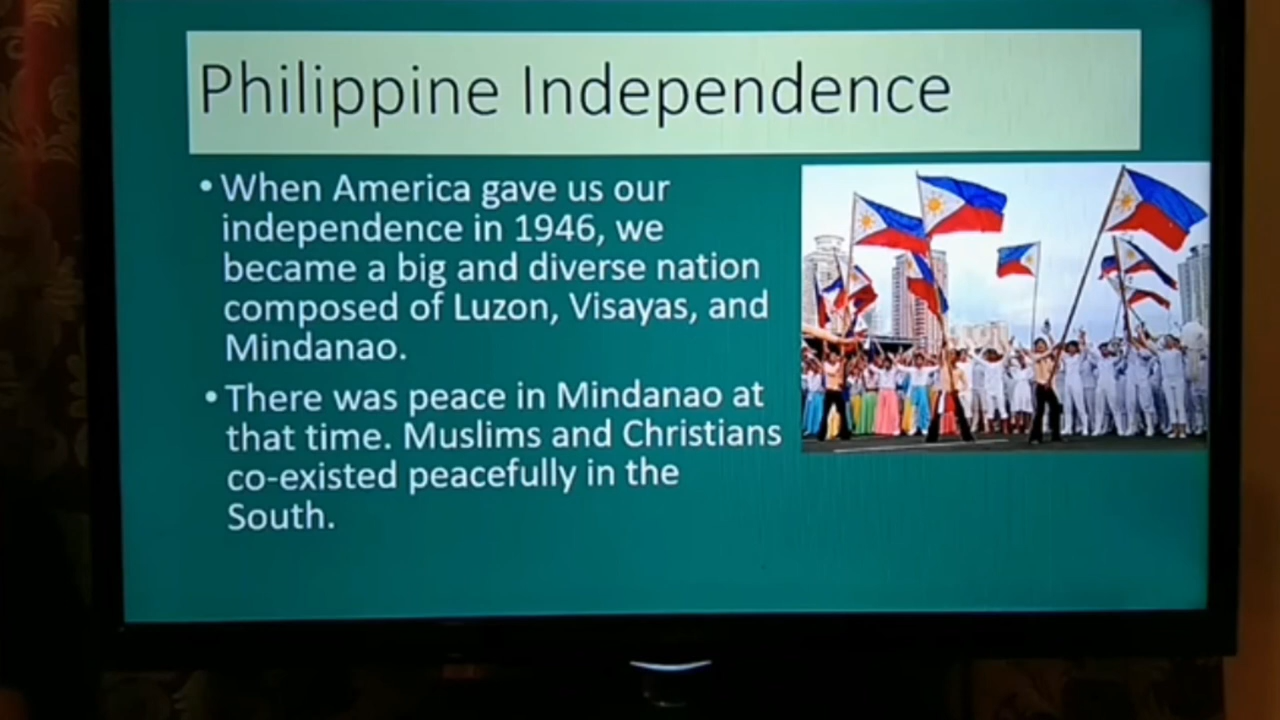 Philippine Independence
• When America gave us our
independence in 1946, we
became a big and diverse nation
composed of Luzon, Visayas, and
Mindanao.
• There was peace in Mindanao at
that time. Muslims and Christians
co-existed peacefully in the
South.